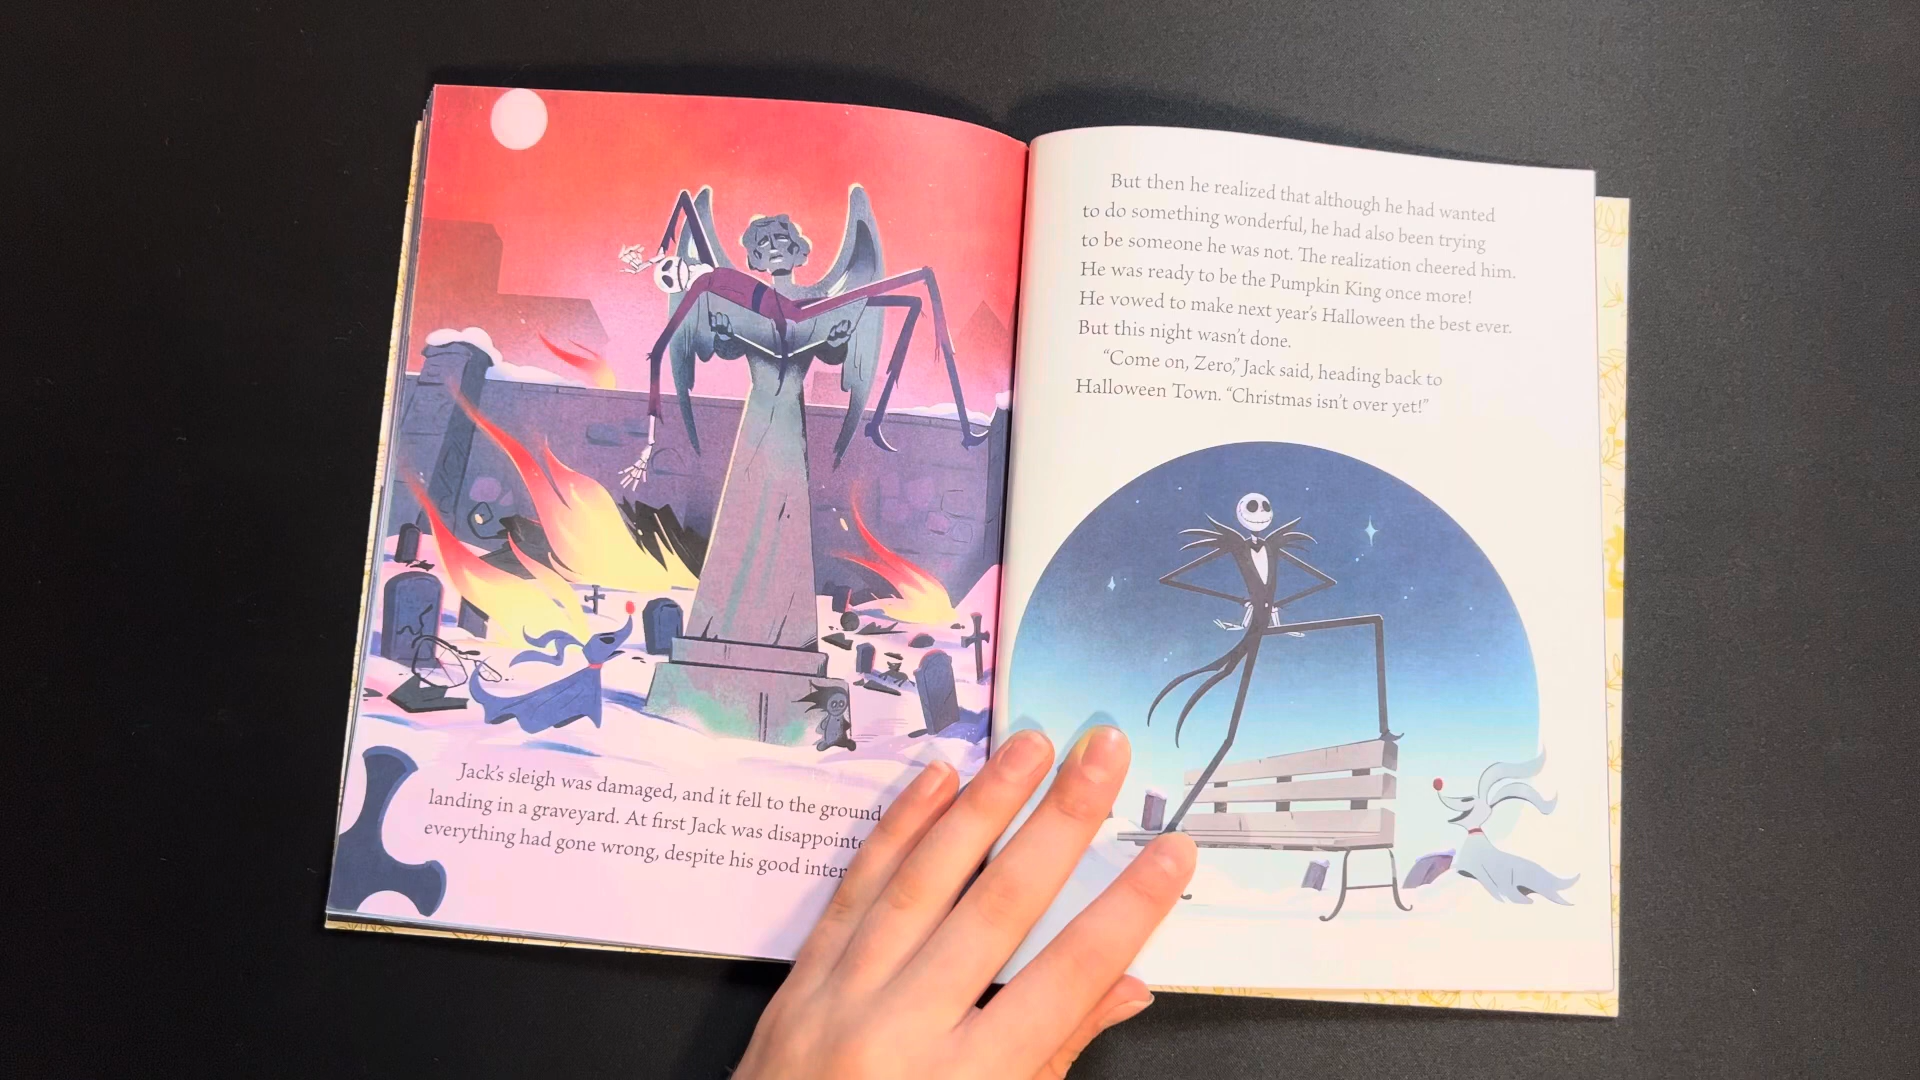 Jack's sleigh was damaged, and it fell to the ground
landing in a graveyard. At first Jack was
everything had gone wrong, despite his good
But then he realized that although he had wanted
to do something wonderful, he had also been trying
to be someone he was not. The realization cheered him.
He was ready to be the Pumpkin King once more!
He vowed to make next year's Halloween the best ever.
But this night wasn't done.
“Come on, Zero,” Jack said, heading back to
Halloween Town. “Christmas isn't over yet!”